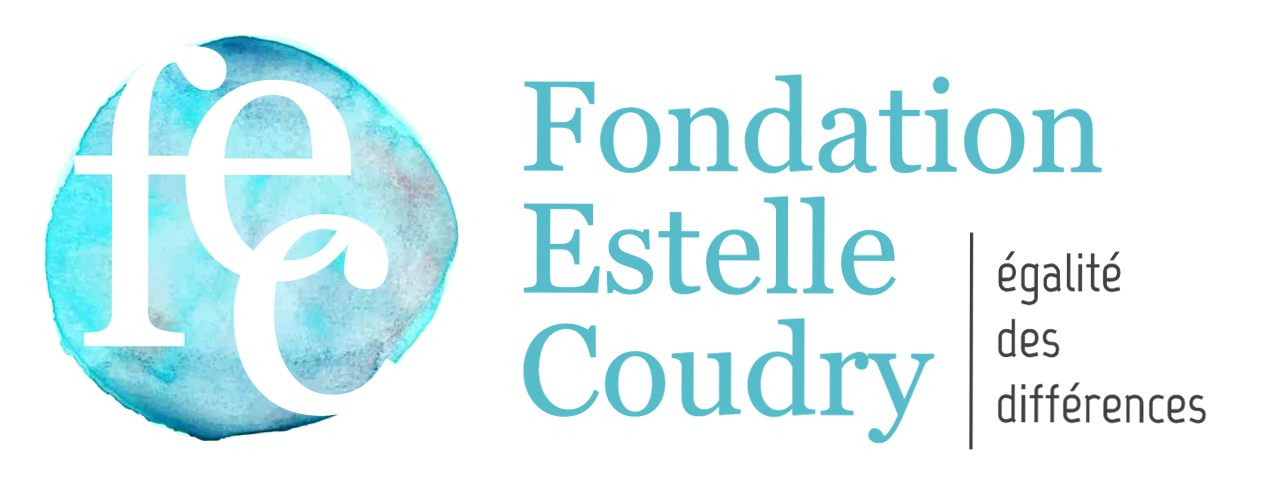 fec
Fondation
Estelle
Coudry
égalité
des
différences